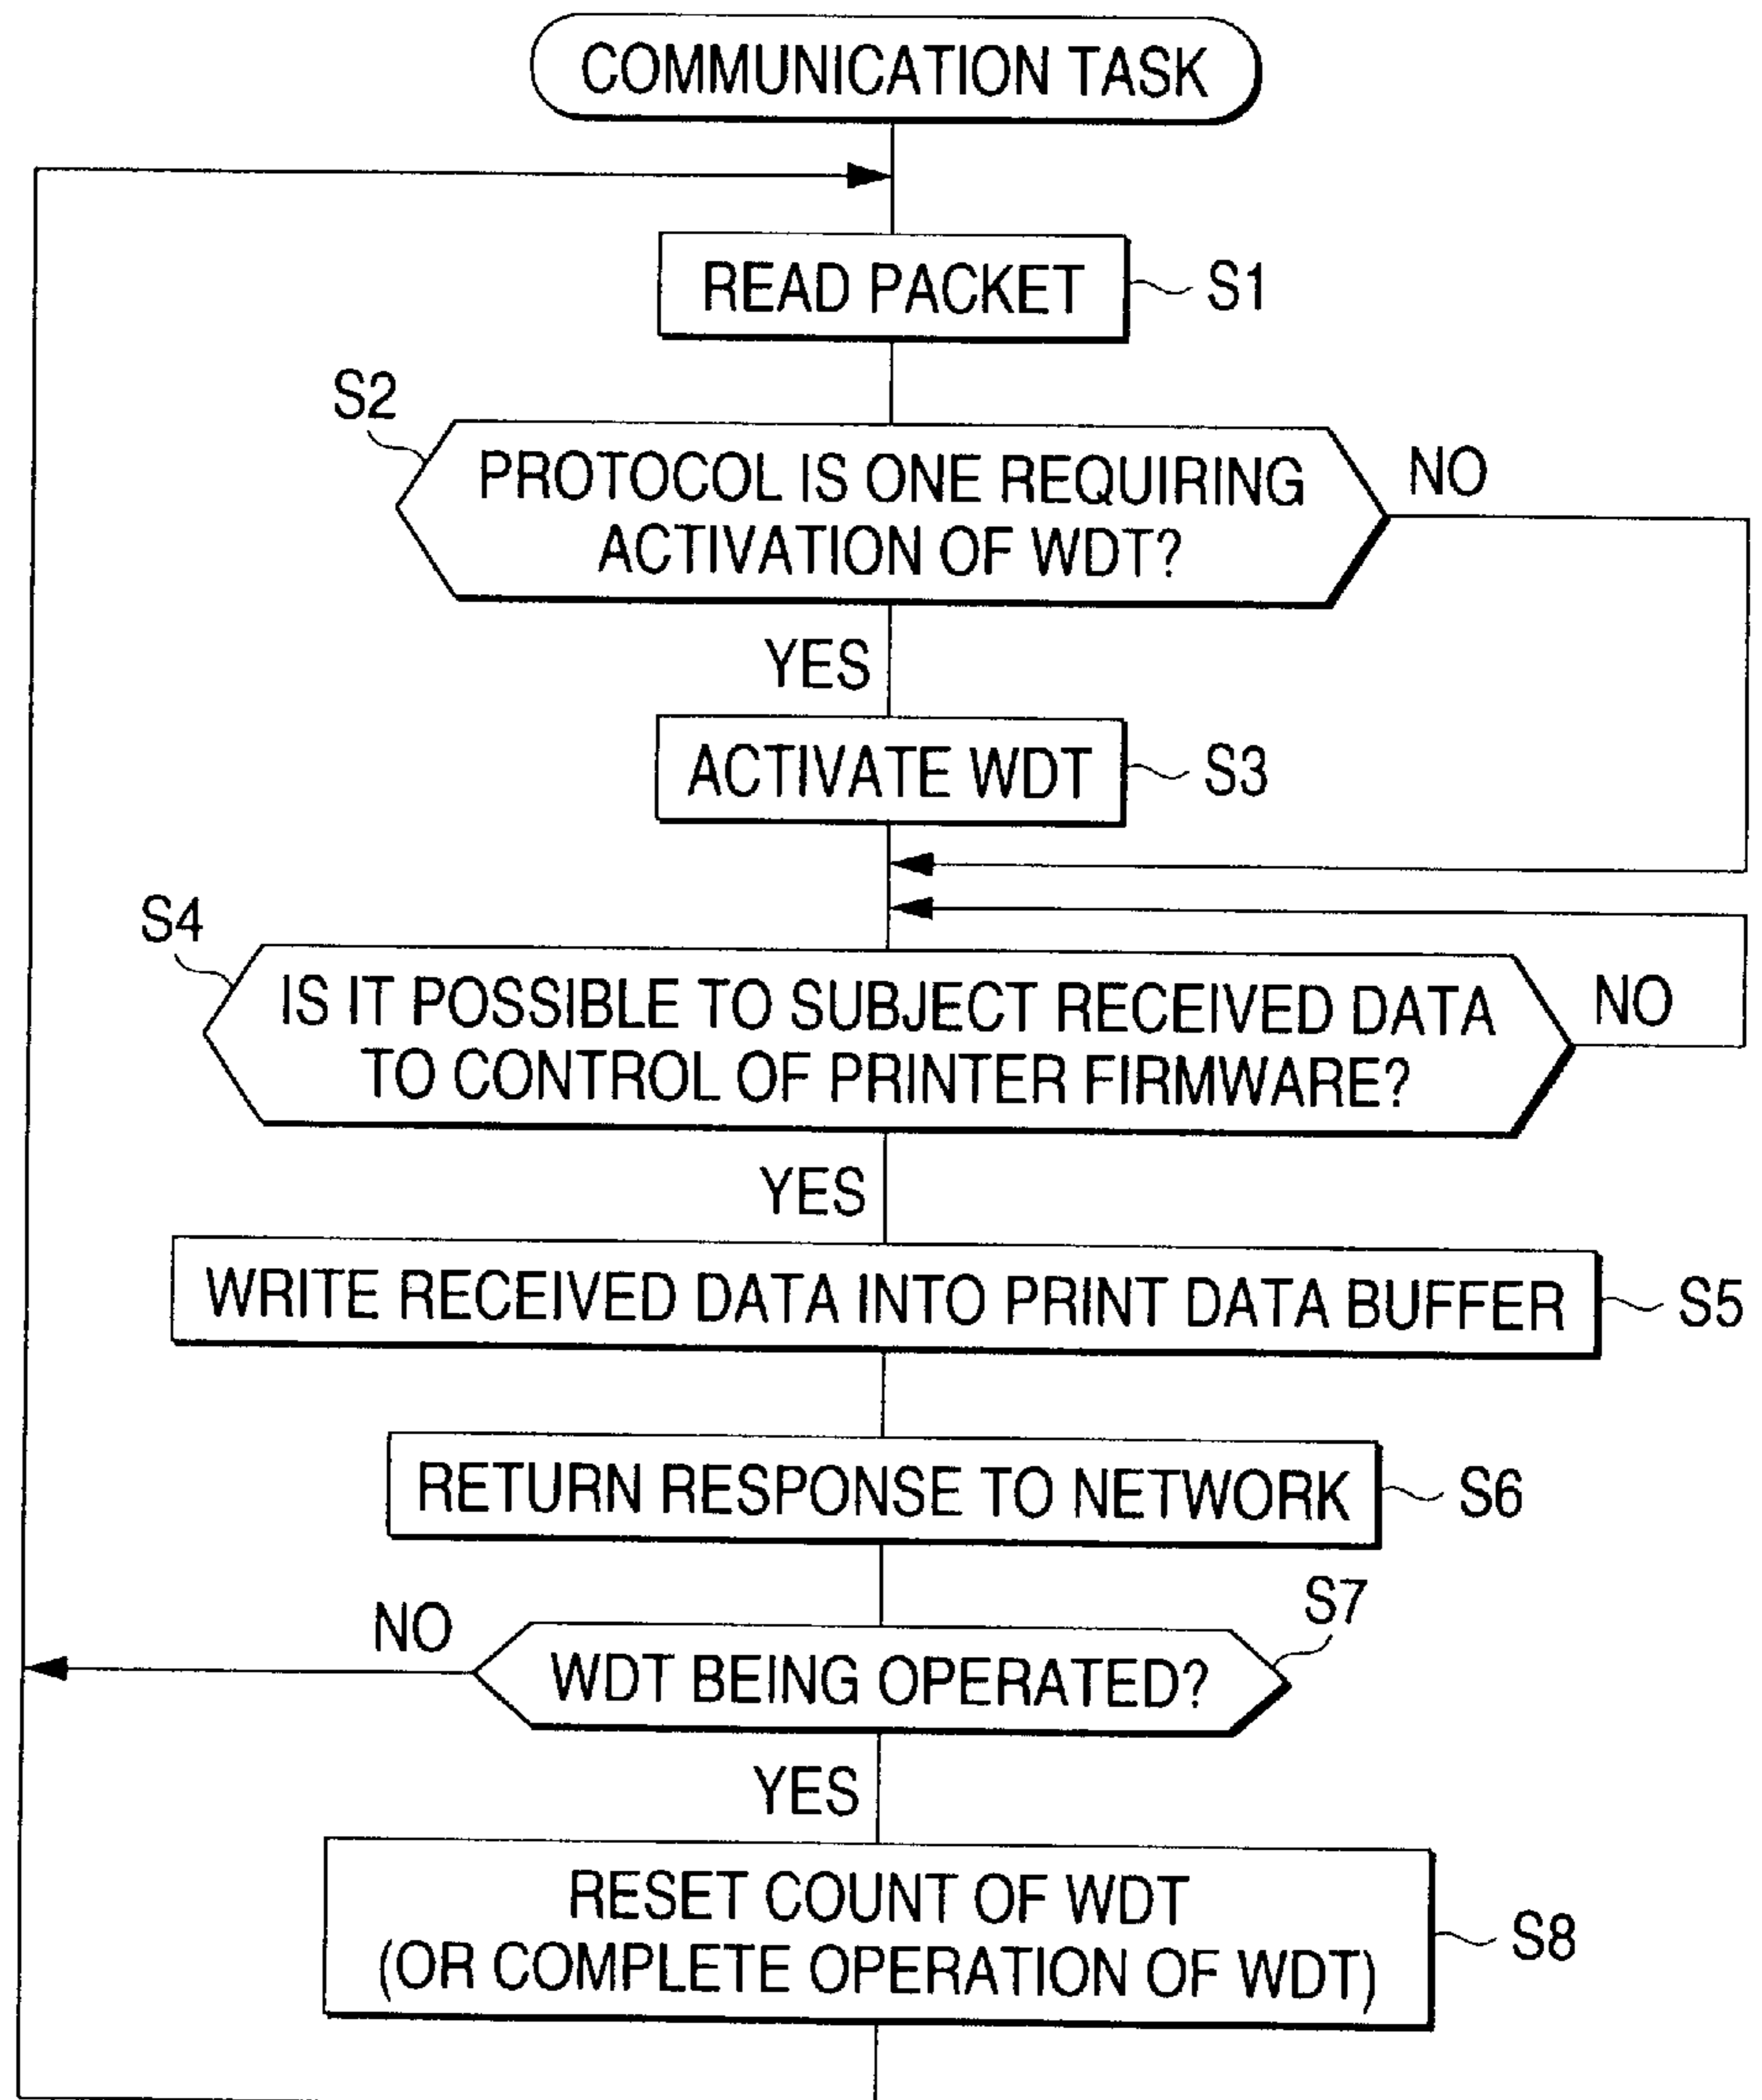 COMMUNICATION TASK
READ PACKET
S1
S2
PROTOCOL IS ONE REQUIRING
ACTIVATION OF WDT?
NO
YES
ACTIVATE WDT
S3
S4
IS IT POSSIBLE TO SUBJECT RECEIVED DATA
TO CONTROL OF PRINTER FIRMWARE?
NO
YES
WRITE RECEIVED DATA INTO PRINT DATA BUFFER
S5
RETURN RESPONSE TO NETWORK
S6
S7
NO
WDT BEING OPERATED?
YES
RESET COUNT OF WDT
(OR COMPLETE OPERATION OF WDT)
S8